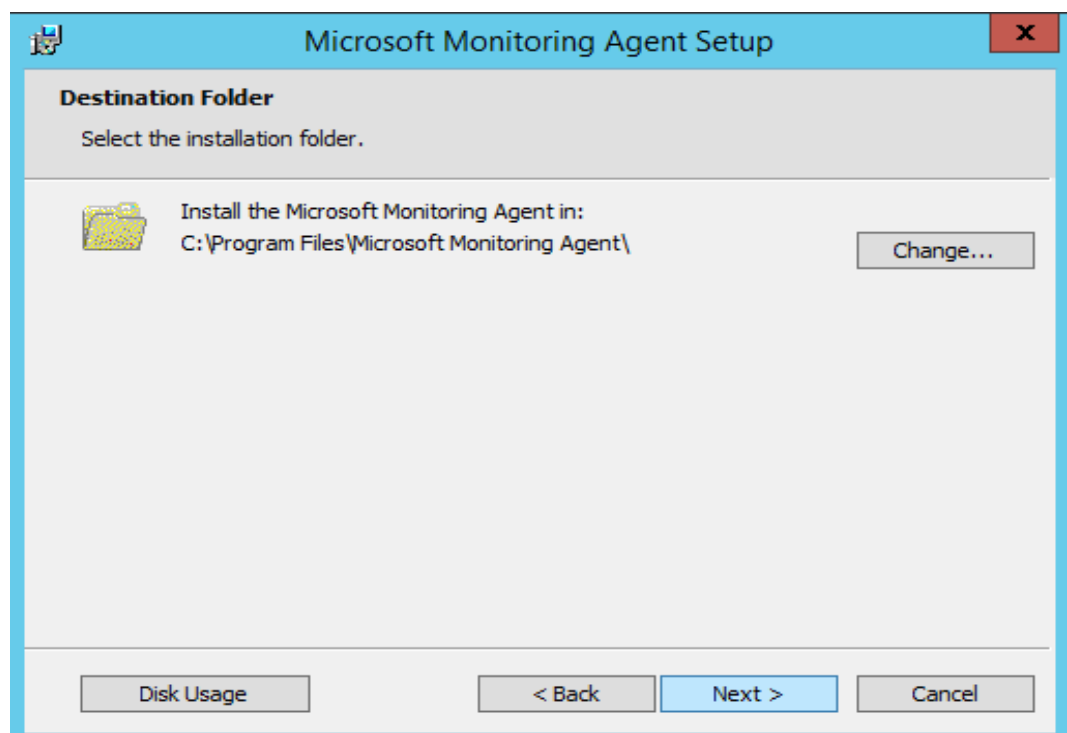 Microsoft Monitoring Agent Setup
x
Destination Folder
Select the installation folder.
Install the Microsoft Monitoring Agent in:
C:\Program Files\Microsoft Monitoring Agent\
Change...
Disk Usage
< Back
Next >
Cancel